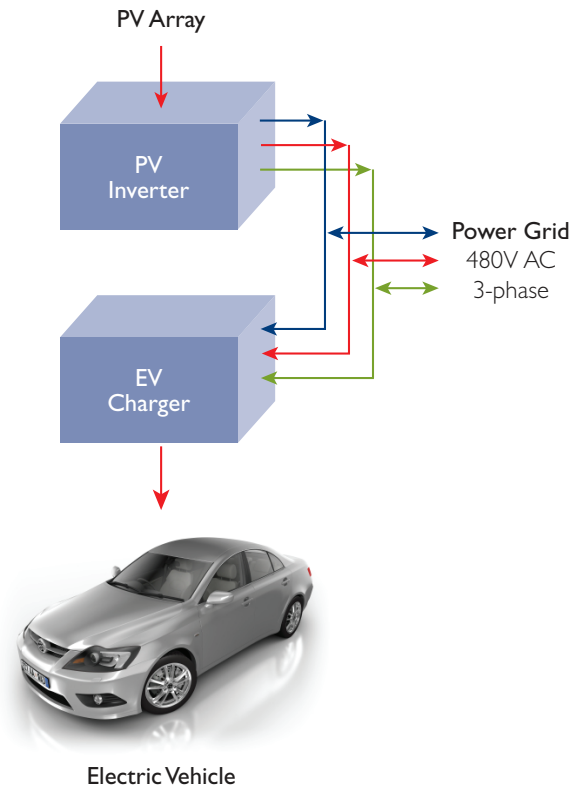 PV Array
PV
Inverter
Power Grid
480V AC
3-phase
EV
Charger
Electric Vehicle